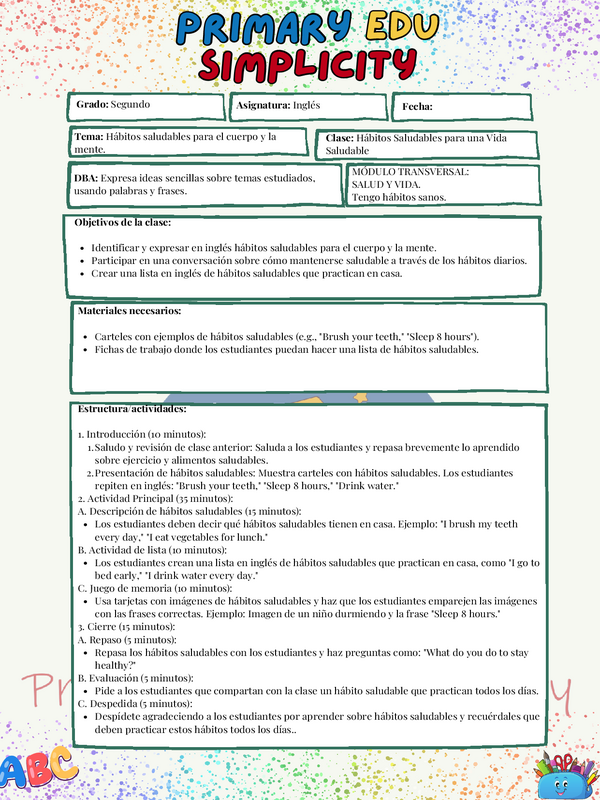 PRIMARY EDU
SIMPLICITY
Grado: Segundo
Asignatura: Inglés
Fecha:
Tema: Hábitos saludables para el cuerpo y la
mente.
Clase: Hábitos Saludables para una Vida
Saludable
DBA: Expresa ideas sencillas sobre temas estudiados,
usando palabras y frases.
MÓDULO TRANSVERSAL:
SALUD Y VIDA.
Tengo hábitos sanos.
Objetivos de la clase:
• Identificar y expresar en inglés hábitos saludables para el cuerpo y la mente.
• Participar en una conversación sobre cómo mantenerse saludable a través de los hábitos diarios.
• Crear una lista en inglés de hábitos saludables que practican en casa.
Materiales necesarios:
• Carteles con ejemplos de hábitos saludables (e.g., "Brush your teeth," "Sleep 8 hours").
• Fichas de trabajo donde los estudiantes puedan hacer una lista de hábitos saludables.
Estructura/actividades:
1. Introducción (10 minutos):
1. Saludo y revisión de clase anterior: Saluda a los estudiantes y repasa brevemente lo aprendido
sobre ejercicio y alimentos saludables.
2. Presentación de hábitos saludables: Muestra carteles con hábitos saludables. Los estudiantes
repiten en inglés: "Brush your teeth," "Sleep 8 hours," "Drink water."
2. Actividad Principal (35 minutos):
A. Descripción de hábitos saludables (15 minutos):
• Los estudiantes deben decir qué hábitos saludables tienen en casa. Ejemplo: "I brush my teeth
every day," "I eat vegetables for lunch."
B. Actividad de lista (10 minutos):
• Los estudiantes crean una lista en inglés de hábitos saludables que practican en casa, como "I go to
bed early," "I drink water every day."
C. Juego de memoria (10 minutos):
• Usa tarjetas con imágenes de hábitos saludables y haz que los estudiantes emparejen las imágenes
con las frases correctas. Ejemplo: Imagen de un niño durmiendo y la frase "Sleep 8 hours."
3. Cierre (15 minutos):
A. Repaso (5 minutos):
• Repasa los hábitos saludables con los estudiantes y haz preguntas como: "What do you do to stay
healthy?"
B. Evaluación (5 minutos):
• Pide a los estudiantes que compartan con la clase un hábito saludable que practican todos los días.
C. Despedida (5 minutos):
• Despídete agradeciendo a los estudiantes por aprender sobre hábitos saludables y recuérdales que
deben practicar estos hábitos todos los días..
ABC